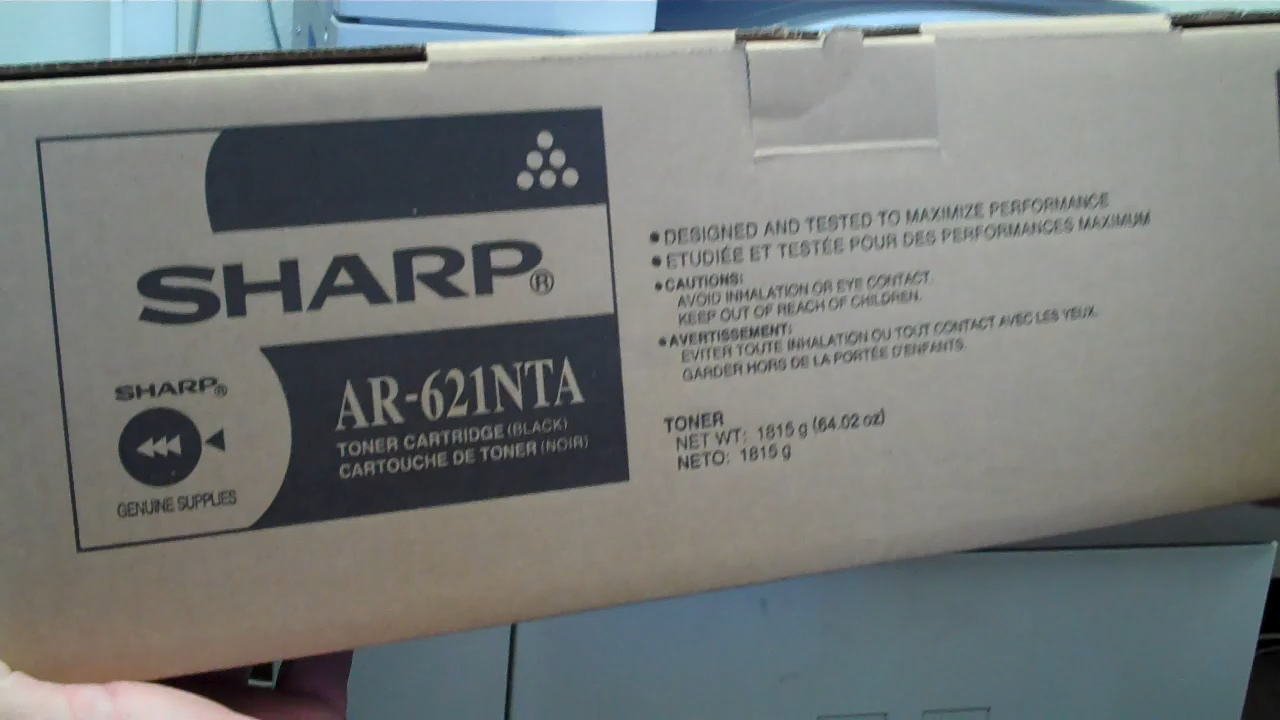 SHARP®
SHARP®
GENUINE SUPPLIES
AR-621NTA
TONER CARTRIDGE (BLACK)
CARTOUCHE DE TONER (NOIR)
• DESIGNED AND TESTED TO MAXIMIZE PERFORMANCE
• ETUDIÉE ET TESTÉE POUR DES PERFORMANCES MAXIMUM
• CAUTIONS:
AVOID INHALATION OR EYE CONTACT.
KEEP OUT OF REACH OF CHILDREN.
• AVERTISSEMENT:
EVITER TOUTE INHALATION OU TOUT CONTACT AVEC LES YEUX.
GARDER HORS DE LA PORTÉE D'ENFANTS.
TONER
NET WT: 1815 g (64.02 oz)
NETO: 1815 g